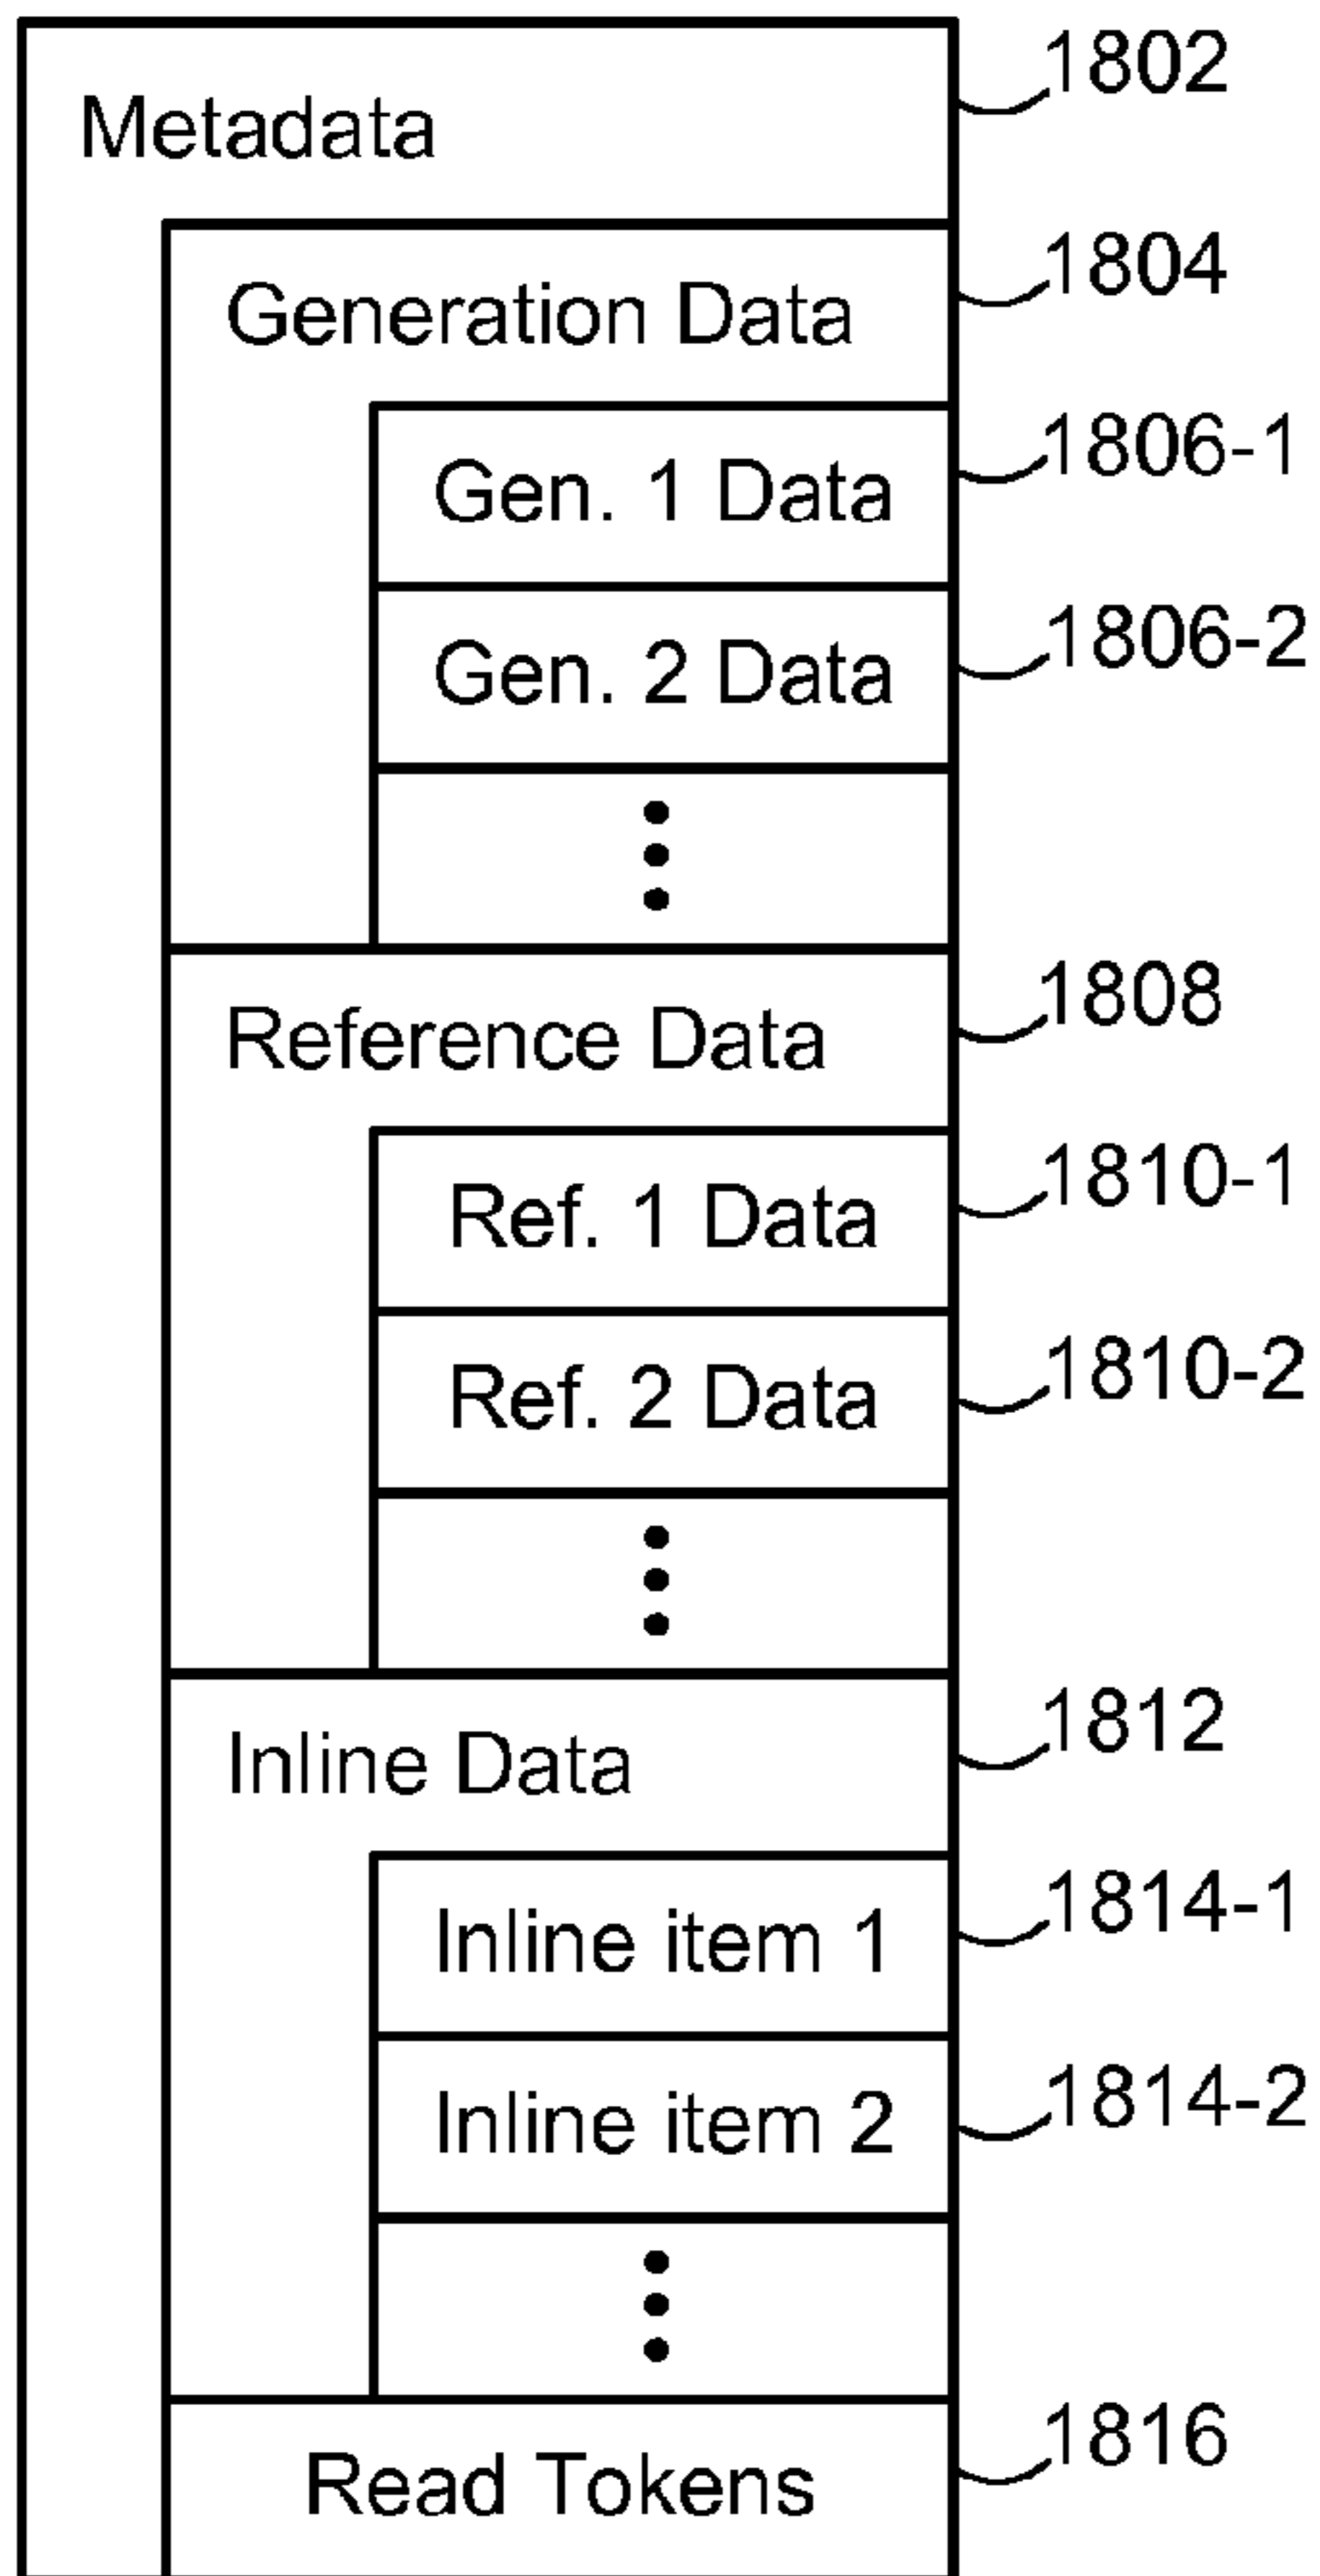 1802
Metadata
1804
Generation Data
1806-1
Gen. 1 Data
1806-2
Gen. 2 Data
1808
Reference Data
1810-1
Ref. 1 Data
1810-2
Ref. 2 Data
1812
Inline Data
1814-1
Inline item 1
1814-2
Inline item 2
1816
Read Tokens